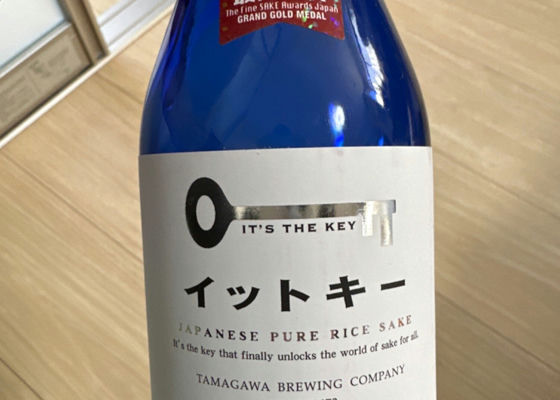 The Fine SAKE Awards Japan
GRAND GOLD MEDAL
IT'S THE KEY
イットキー
JAPANESE PURE RICE SAKE
It's the key that finally unlocks the world of sake for all.
TAMAGAWA BREWING COMPANY